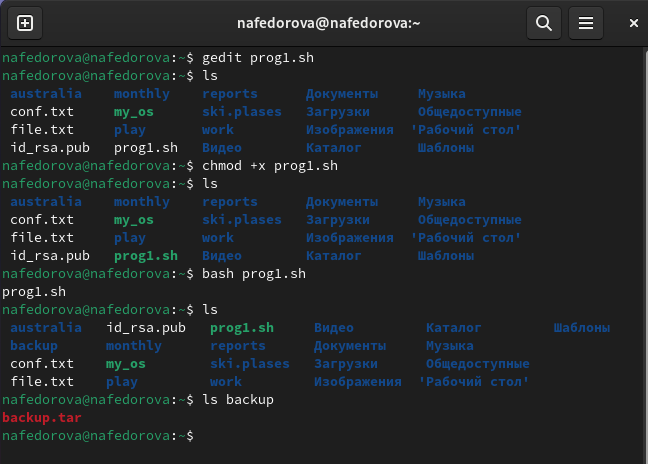 nafedorova@nafedorova:~
nafedorova@nafedorova:~$ gedit prog1.sh
nafedorova@nafedorova:~$ ls
australia monthly reports Документы Музыка
conf.txt my_os ski.plases Загрузки Общедоступные
file.txt play work Изображения 'Рабочий стол'
id_rsa.pub prog1.sh Видео Каталог Шаблоны
nafedorova@nafedorova:~$ chmod +x prog1.sh
nafedorova@nafedorova:~$ ls
australia monthly reports Документы Музыка
conf.txt my_os ski.plases Загрузки Общедоступные
file.txt play work Изображения 'Рабочий стол'
id_rsa.pub prog1.sh Видео Каталог Шаблоны
nafedorova@nafedorova:~$ bash prog1.sh
prog1.sh
nafedorova@nafedorova:~$ ls
australia id_rsa.pub prog1.sh Видео Каталог Шаблоны
backup monthly reports Документы Музыка
conf.txt my_os ski.plases Загрузки Общедоступные
file.txt play work Изображения 'Рабочий стол'
nafedorova@nafedorova:~$ ls backup
backup.tar
nafedorova@nafedorova:~$